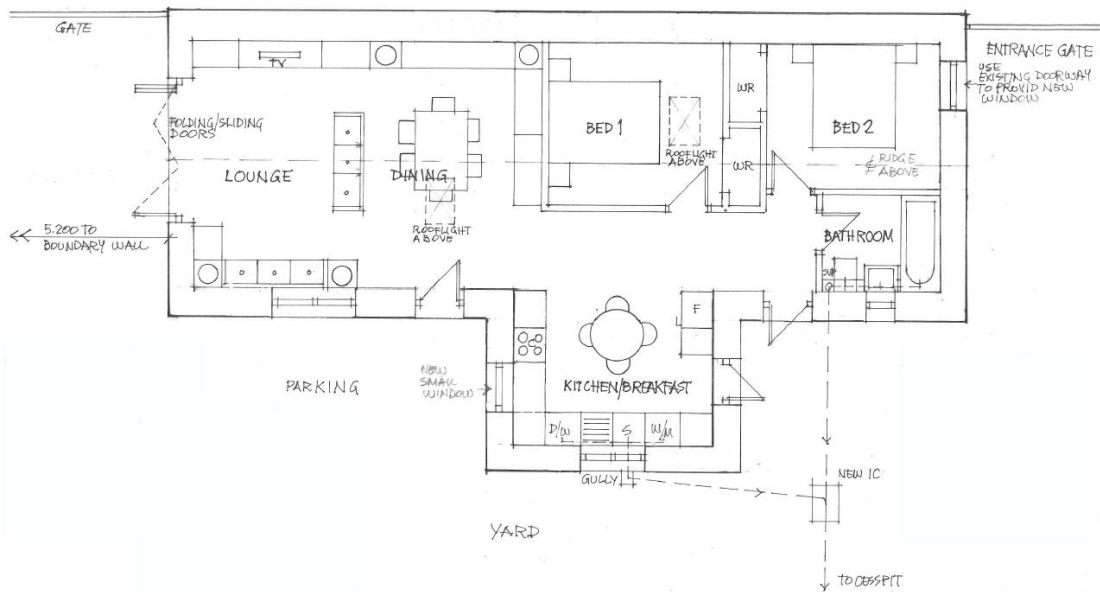 GATE
ENTRANCE GATE
USE
EXISTING DOORWAY
TO PROVID NEW
WINDOW
TV
WR
BED 1
BED 2
FOLDING/SLIDING
DOORS
ROOFLIGHT
ABOVE
WR
RIDGE
ABOVE
LOUNGE
DINING
5.200 TO
BOUNDARY WALL
ROOFLIGHT
ABOVE
BATHROOM
SVP
F
C
PARKING
NEW
SMALL
WINDOW
KITCHEN/BREAKFAST
D/W
S
W/M
GULLY
NEW IC
YARD
TO CESSPIT